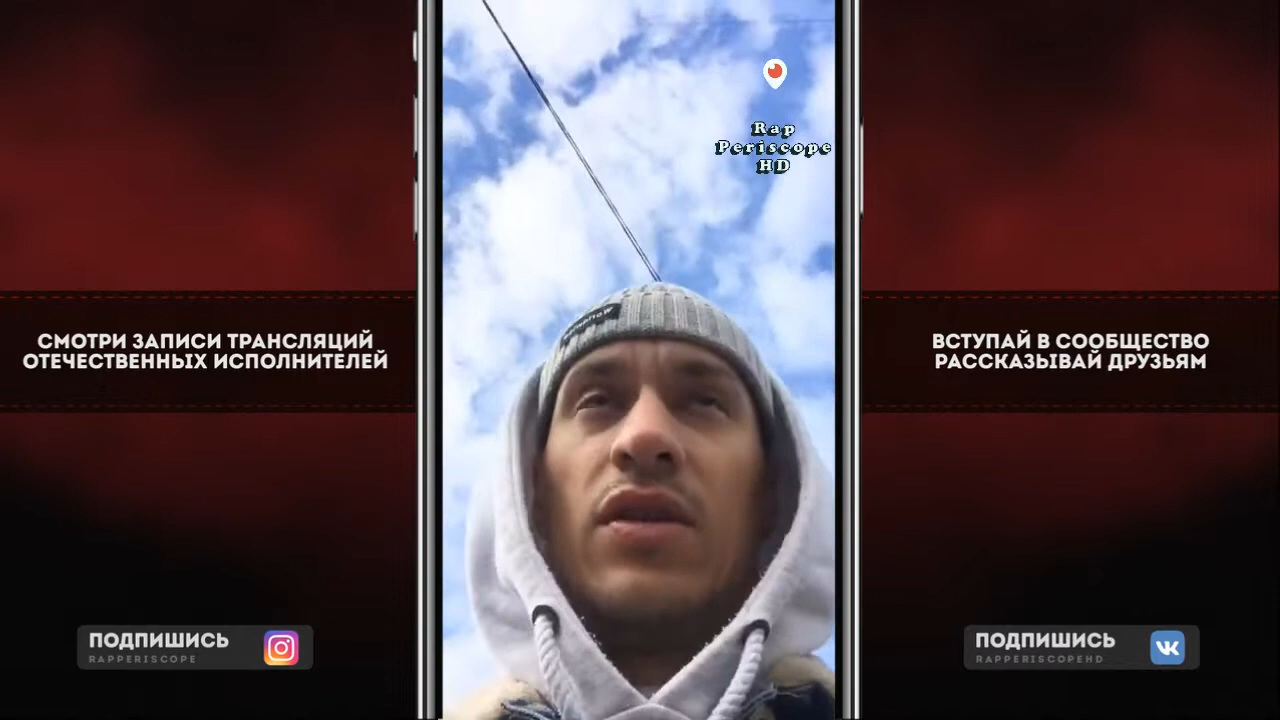 Rap
Periscope
HD
СМОТРИ ЗАПИСИ ТРАНСЛЯЦИЙ
ОТЕЧЕСТВЕННЫХ ИСПОЛНИТЕЛЕЙ
ВСТУПАЙ В СООБЩЕСТВО
РАССКАЗЫВАЙ ДРУЗЬЯМ
ПОДПИШИСЬ
RAPPERISCOPE
ПОДПИШИСЬ
RAPPERISCOPEHD